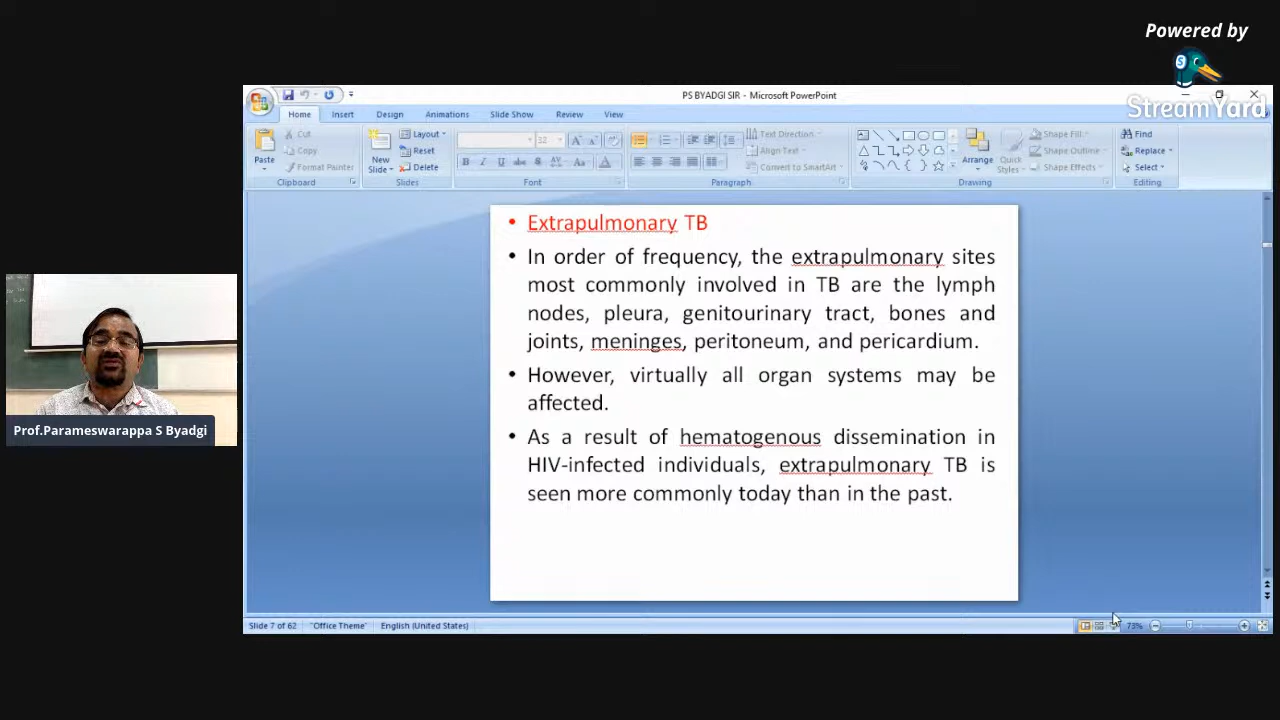 Powered by
StreamYard
PS BYADGI SIR - Microsoft PowerPoint
Home Insert Design Animations Slide Show Review View
Paste
Cut
Copy
Format Painter
Clipboard
New
Slide
Layout
Reset
Delete
Slides
32
Font
Text Direction
Align Text
Convert to SmartArt
Paragraph
Arrange
Quick
Styles
Shape Fill
Shape Outline
Shape Effects
Drawing
Find
Replace
Select
Editing
• Extrapulmonary TB
• In order of frequency, the extrapulmonary sites
most commonly involved in TB are the lymph
nodes, pleura, genitourinary tract, bones and
joints, meninges, peritoneum, and pericardium.
• However, virtually all organ systems may be
affected.
• As a result of hematogenous dissemination in
HIV-infected individuals, extrapulmonary TB is
seen more commonly today than in the past.
Prof.Parameswarappa S Byadgi
Slide 7 of 62 "Office Theme" English (United States) 73%